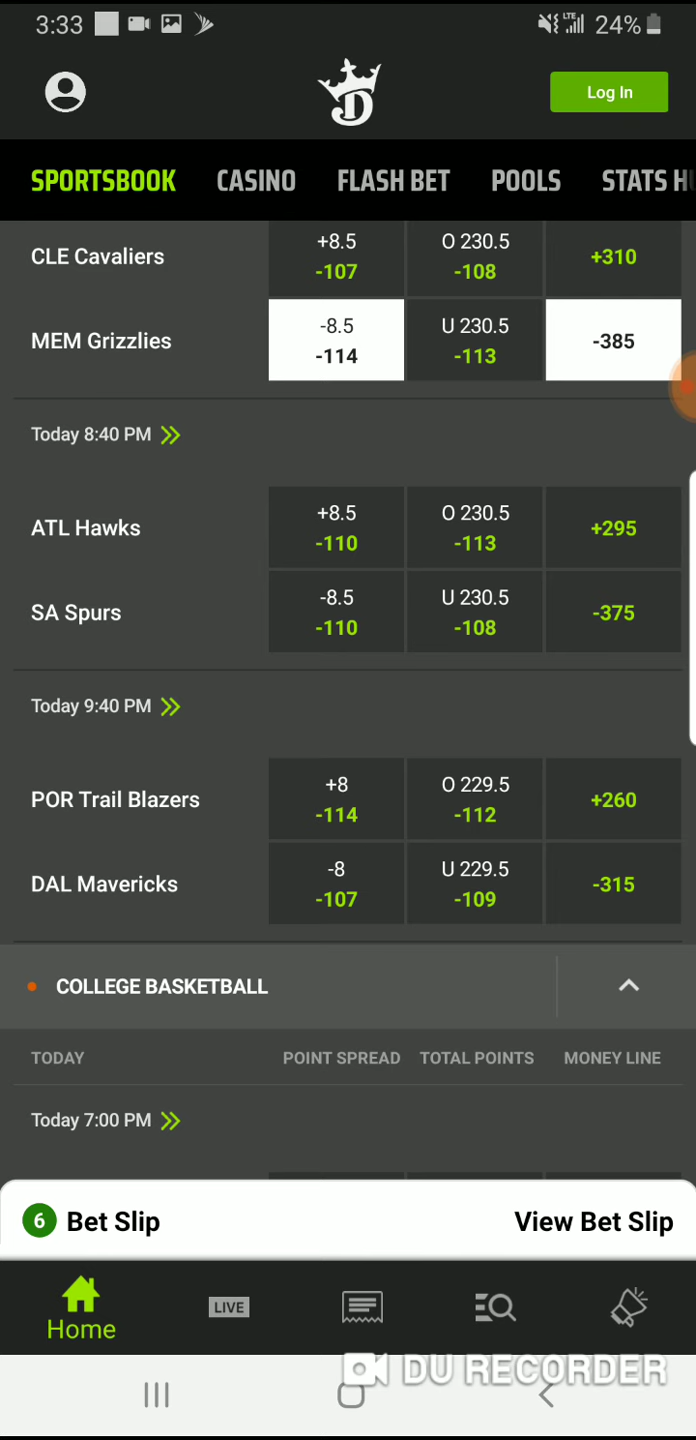 3:33 LTE 24%
D
Log In
SPORTSBOOK CASINO FLASH BET POOLS STATS HU
CLE Cavaliers
+8.5
-107
O 230.5
-108
+310
MEM Grizzlies
-8.5
-114
U 230.5
-113
-385
Today 8:40 PM
ATL Hawks
+8.5
-110
O 230.5
-113
+295
SA Spurs
-8.5
-110
U 230.5
-108
-375
Today 9:40 PM
POR Trail Blazers
+8
-114
O 229.5
-112
+260
DAL Mavericks
-8
-107
U 229.5
-109
-315
COLLEGE BASKETBALL
TODAY POINT SPREAD TOTAL POINTS MONEY LINE
Today 7:00 PM
6 Bet Slip View Bet Slip
LIVE
Home
DU RECORDER